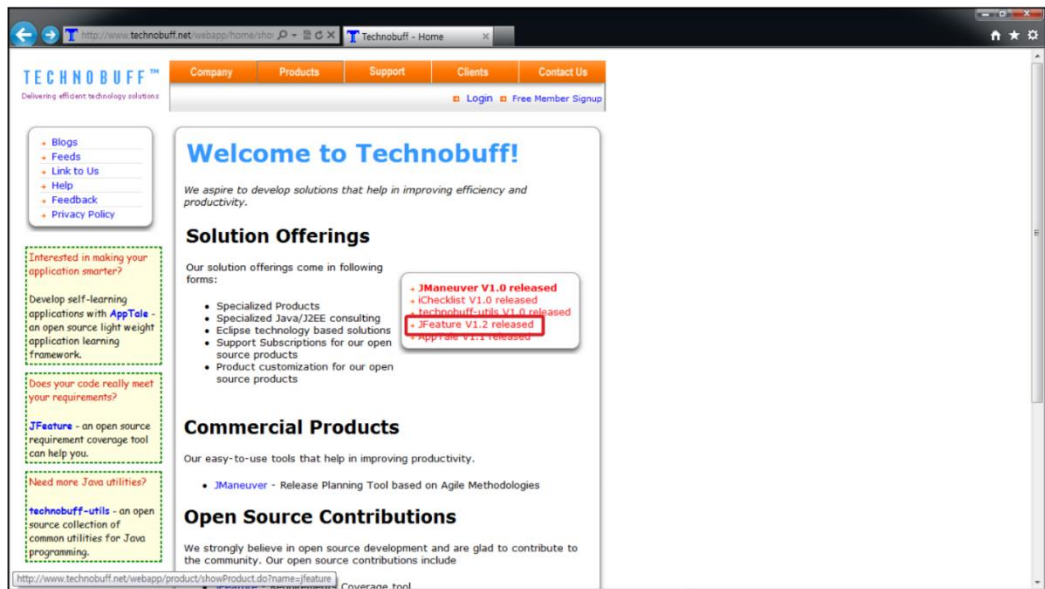 http://www.technobuff.net/webapp/home/sho
Technobuff - Home
TECHNOBUFF™
Delivering efficient technology solutions
Company Products Support Clients Contact Us
Login Free Member Signup
Blogs
Feeds
Link to Us
Help
Feedback
Privacy Policy
Interested in making your
application smarter?
Develop self-learning
applications with AppTale -
an open source light weight
application learning
framework.
Does your code really meet
your requirements?
JFeature - an open source
requirement coverage tool
can help you.
Need more Java utilities?
technobuff-utils - an open
source collection of
common utilities for Java
programming.
Welcome to Technobuff!
We aspire to develop solutions that help in improving efficiency and
productivity.
Solution Offerings
Our solution offerings come in following
forms:
Specialized Products
Specialized Java/J2EE consulting
Eclipse technology based solutions
Support Subscriptions for our open
source products
Product customization for our open
source products
JManeuver V1.0 released
iChecklist V1.0 released
technobuff-utils V1.0 released
JFeature V1.2 released
AppTale V1.1 released
Commercial Products
Our easy-to-use tools that help in improving productivity.
JManeuver - Release Planning Tool based on Agile Methodologies
Open Source Contributions
We strongly believe in open source development and are glad to contribute to
the community. Our open source contributions include
JFeature - Requirements Coverage tool
http://www.technobuff.net/webapp/product/showProduct.do?name=jfeature